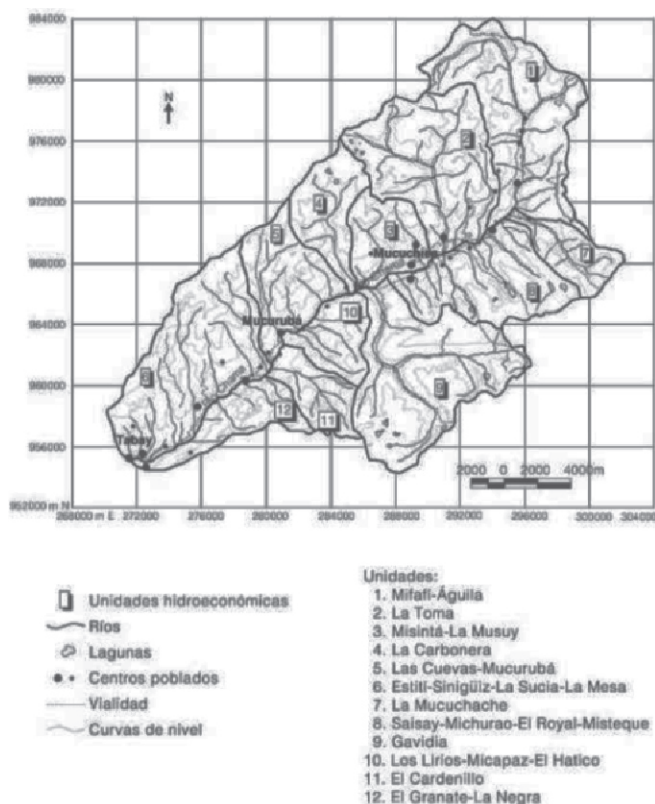 984000
980000
976000
972000
968000
964000
960000
956000
952000 m N
268000 m E 272000 276000 280000 284000 288000 292000 296000 300000 304000
N
1
2
4
3
5
Mucuchíes
7
6
10
Mucurubá
9
12
11
Tabay
2000 0 2000 4000m
Unidades hidroeconómicas
Ríos
Lagunas
Centros poblados
Vialidad
Curvas de nivel
Unidades:
1. Mifafí-Águila
2. La Toma
3. Misintá-La Musuy
4. La Carbonera
5. Las Cuevas-Mucurubá
6. Estití-Sinigüiz-La Sucia-La Mesa
7. La Mucuchache
8. Saisay-Michurao-El Royal-Misteque
9. Gavidia
10. Los Lirios-Micapaz-El Hatico
11. El Cardenillo
12. El Granate-La Negra